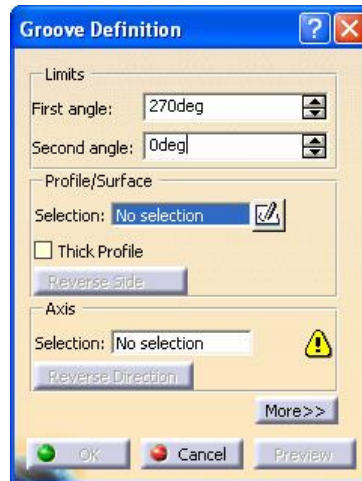 Groove Definition
Limits
First angle: 270deg
Second angle: 0deg
Profile/Surface
Selection: No selection
Thick Profile
Reverse Side
Axis
Selection: No selection
Reverse Direction
More>>
OK Cancel Preview